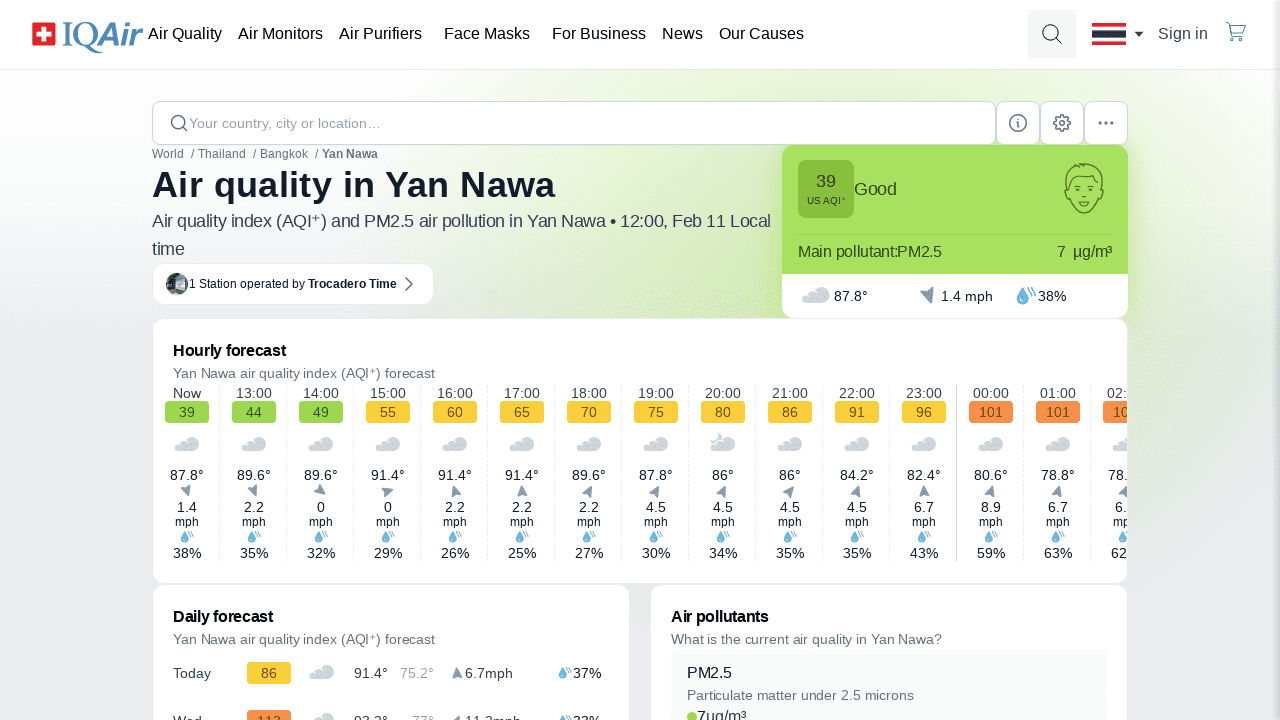 IQAir Air Quality Air Monitors Air Purifiers Face Masks For Business News Our Causes Sign in
Your country, city or location...
World / Thailand / Bangkok / Yan Nawa
Air quality in Yan Nawa
Air quality index (AQI⁺) and PM2.5 air pollution in Yan Nawa • 12:00, Feb 11 Local
time
1 Station operated by Trocadero Time
39
US AQI⁺
Good
Main pollutant:PM2.5 7 µg/m³
87.8° 1.4 mph 38%
Hourly forecast
Yan Nawa air quality index (AQI⁺) forecast
Now 13:00 14:00 15:00 16:00 17:00 18:00 19:00 20:00 21:00 22:00 23:00 00:00 01:00
39 44 49 55 60 65 70 75 80 86 91 96 101 101
87.8° 89.6° 89.6° 91.4° 91.4° 91.4° 89.6° 87.8° 86° 86° 84.2° 82.4° 80.6° 78.8°
1.4 2.2 0 0 2.2 2.2 2.2 4.5 4.5 4.5 4.5 6.7 8.9 6.7
mph mph mph mph mph mph mph mph mph mph mph mph mph mph
38% 35% 32% 29% 26% 25% 27% 30% 34% 35% 35% 43% 59% 63%
Daily forecast
Yan Nawa air quality index (AQI⁺) forecast
Today 86 91.4° 75.2° 6.7mph 37%
Wed 113 93.2° 77° 11.2mph 33%
Air pollutants
What is the current air quality in Yan Nawa?
PM2.5
Particulate matter under 2.5 microns
7µg/m³